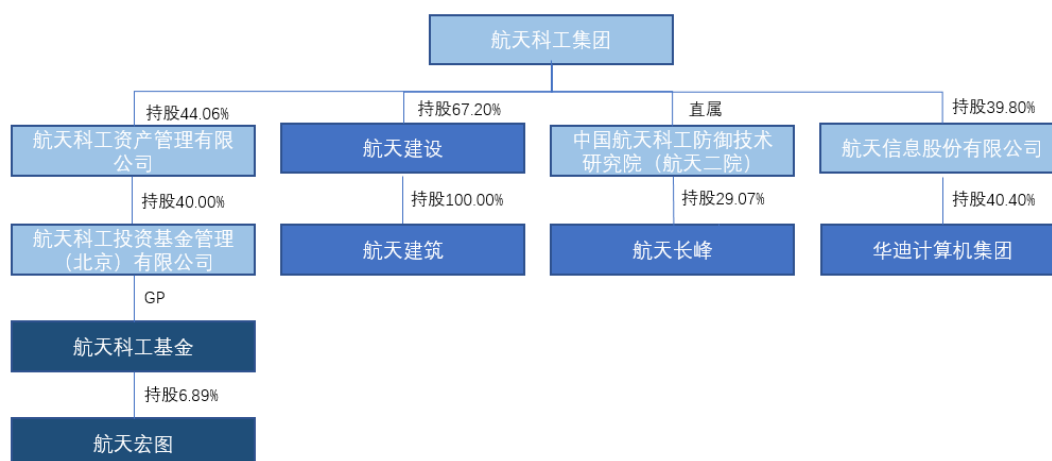 航天科工集团
持股44.06%
持股67.20%
直属
持股39.80%
航天科工资产管理有限
公司
航天建设
中国航天科工防御技术
研究院（航天二院）
航天信息股份有限公司
持股40.00%
持股100.00%
持股29.07%
持股40.40%
航天科工投资基金管理
（北京）有限公司
航天建筑
航天长峰
华迪计算机集团
GP
航天科工基金
持股6.89%
航天宏图